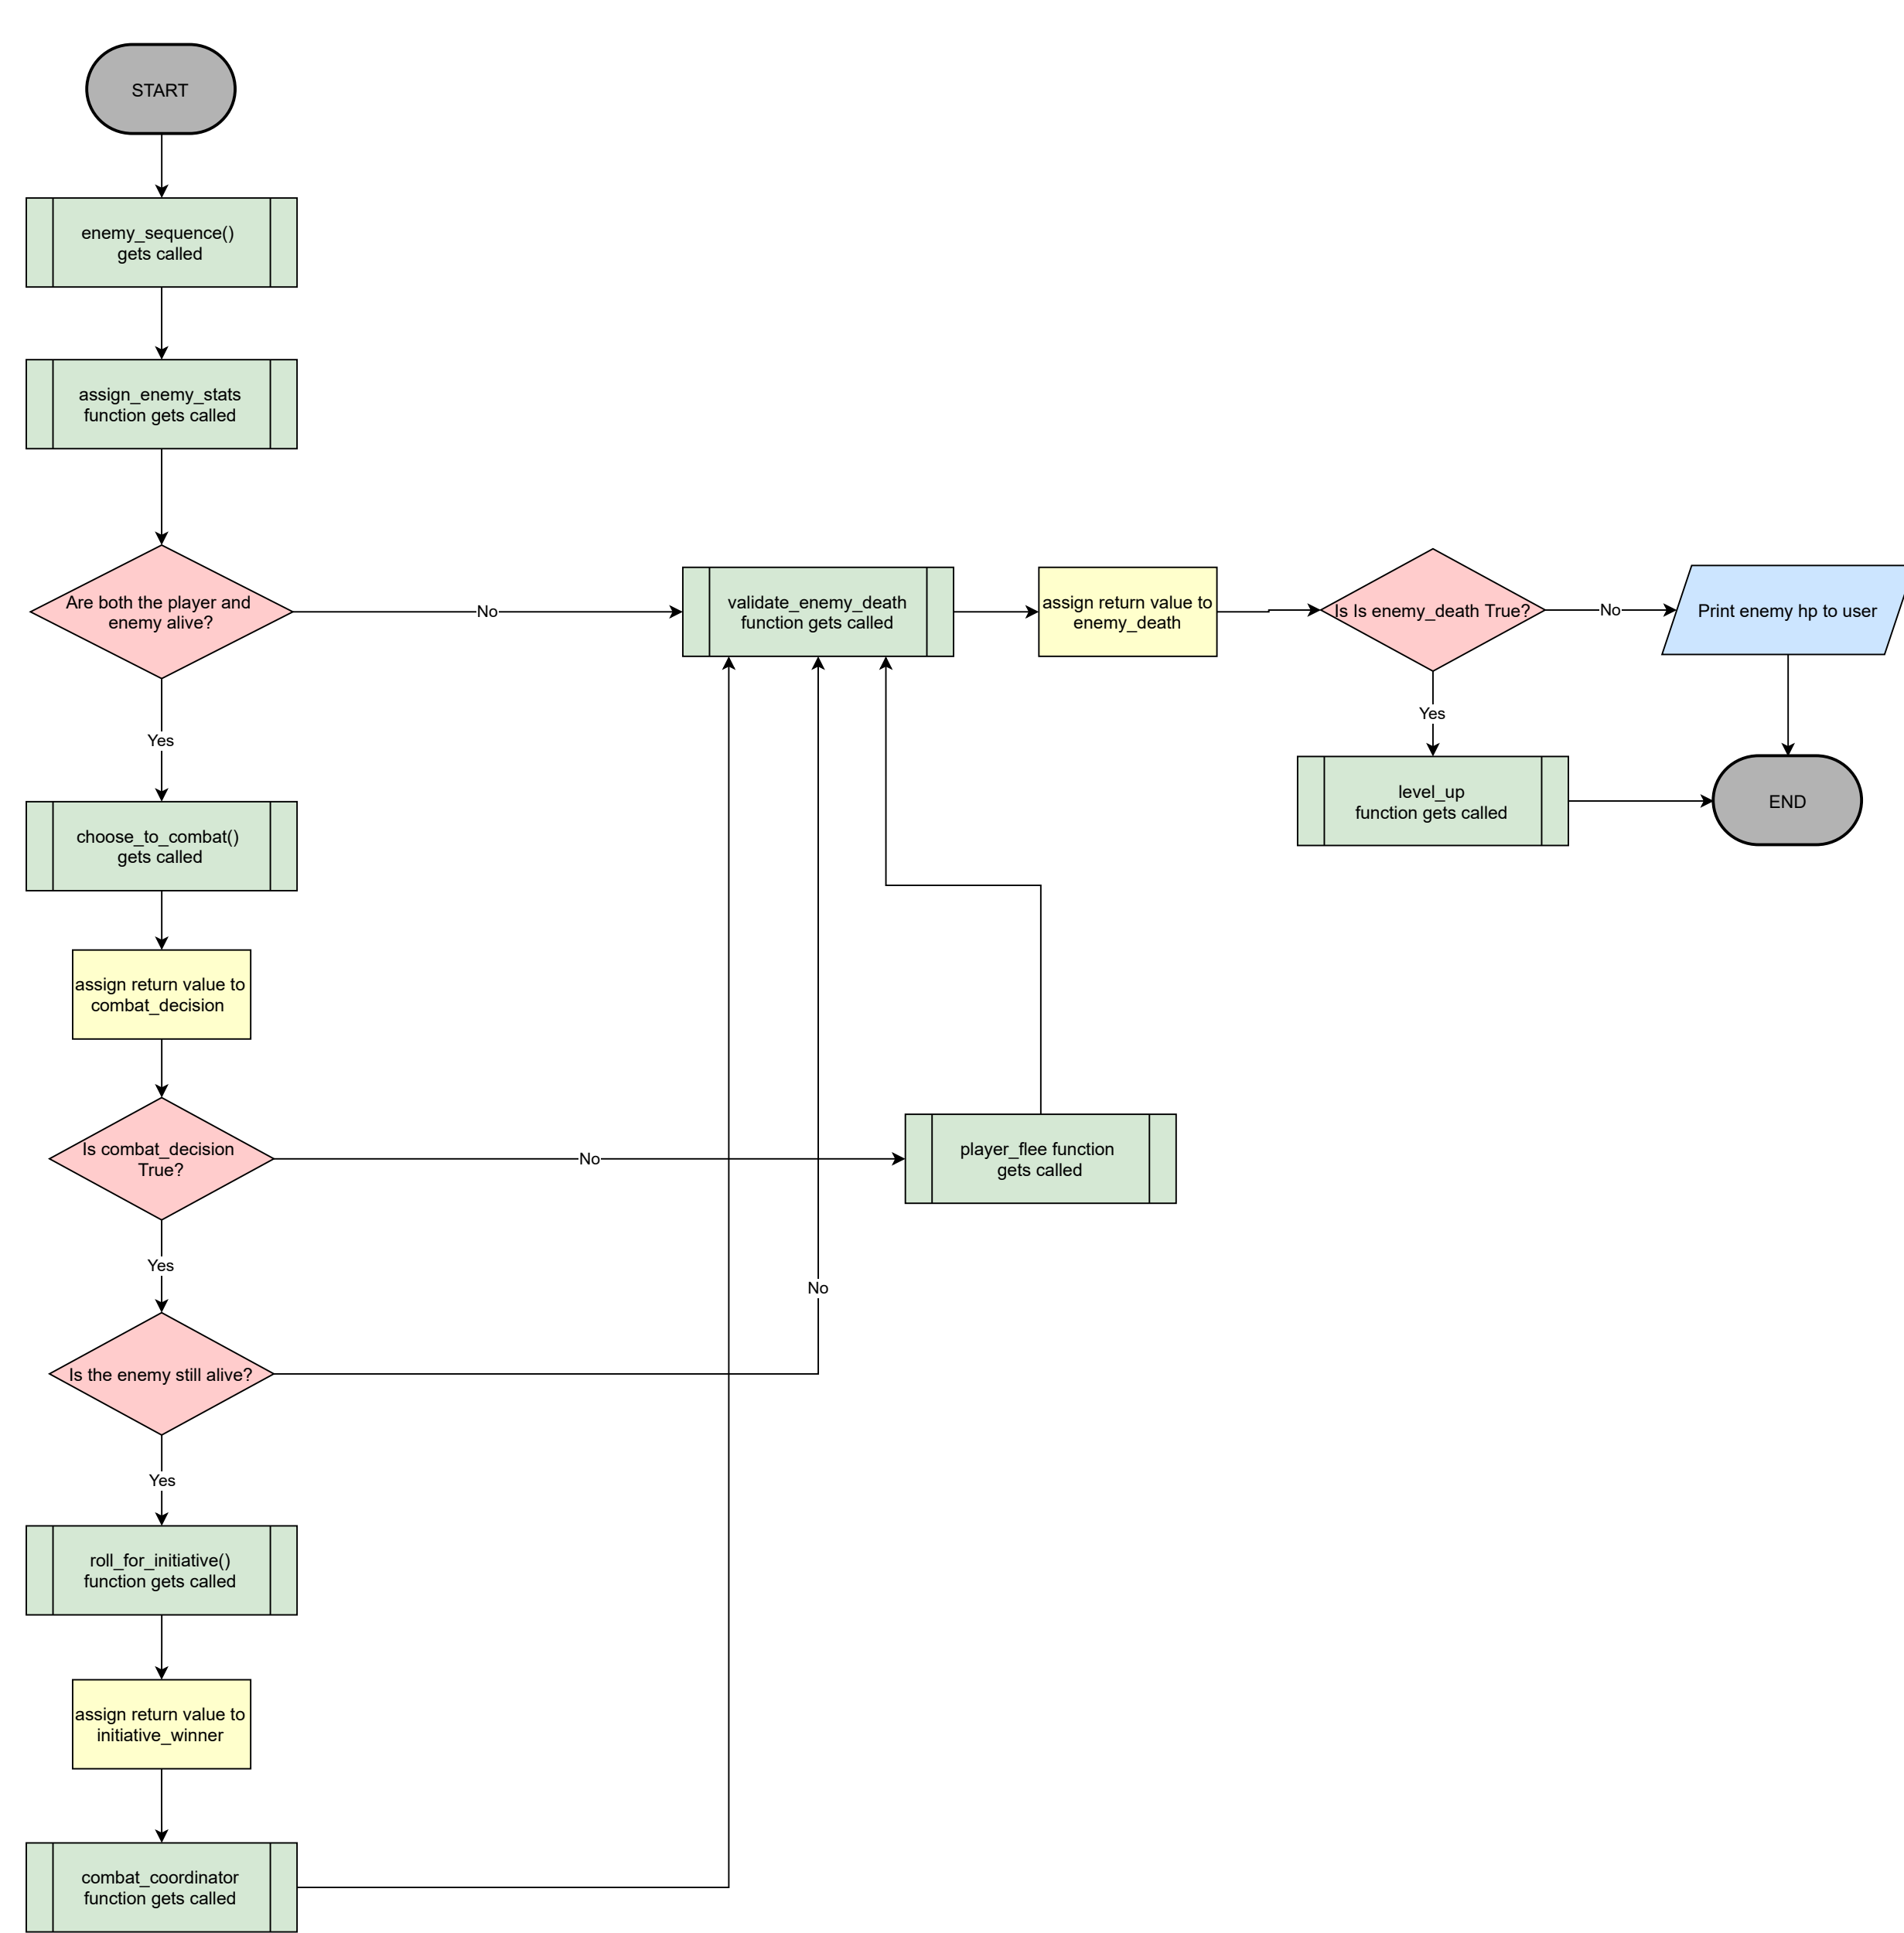 START
enemy_sequence()
gets called
assign_enemy_stats
function gets called
Are both the player and
enemy alive?
No
validate_enemy_death
function gets called
assign return value to
enemy_death
Is Is enemy_death True?
No
Print enemy hp to user
Yes
Yes
level_up
function gets called
END
choose_to_combat()
gets called
assign return value to
combat_decision
Is combat_decision
True?
No
player_flee function
gets called
Yes
No
Is the enemy still alive?
Yes
roll_for_initiative()
function gets called
assign return value to
initiative_winner
combat_coordinator
function gets called